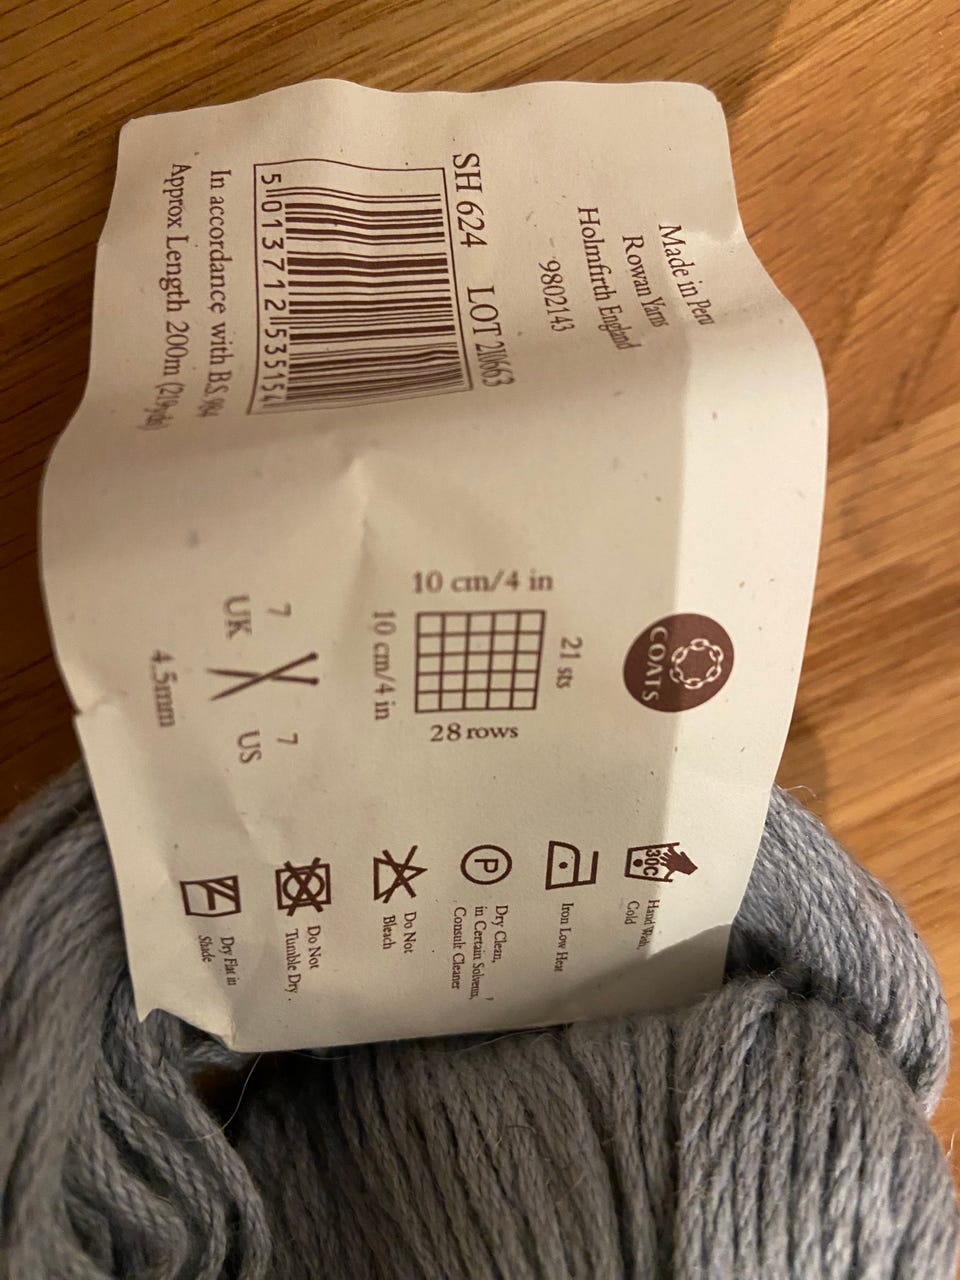 Made in Peru
Rowan Yarns
Holmfirth England
9802143
SH 624 LOT
5 013712 535154
In accordance with B.S. 984
Approx Length 200m (219yds)
COATS
21 sts
10 cm/4 in
28 rows
10 cm/4 in
7 7
UK US
4.5mm
30C
Hand Wash,
Cold
Iron Low Heat
P
Dry Clean,
in Certain Solvents,
Consult Cleaner
Do Not
Bleach
Do Not
Tumble Dry.
Dry Flat in
Shade